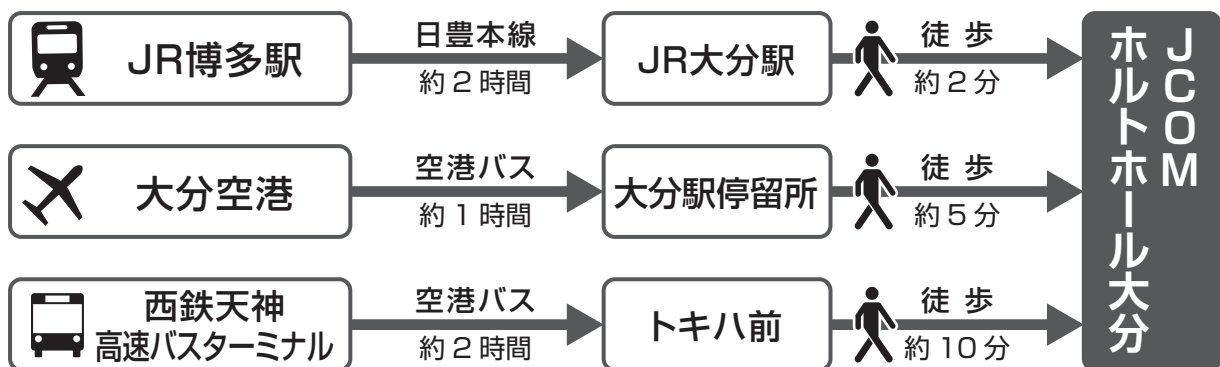 JR博多駅
日豊本線
約2時間
JR大分駅
徒歩
約2分
大分空港
空港バス
約1時間
大分駅停留所
徒歩
約5分
西鉄天神
高速バスターミナル
空港バス
約2時間
トキハ前
徒歩
約10分
JCOM
ホルトホール大分